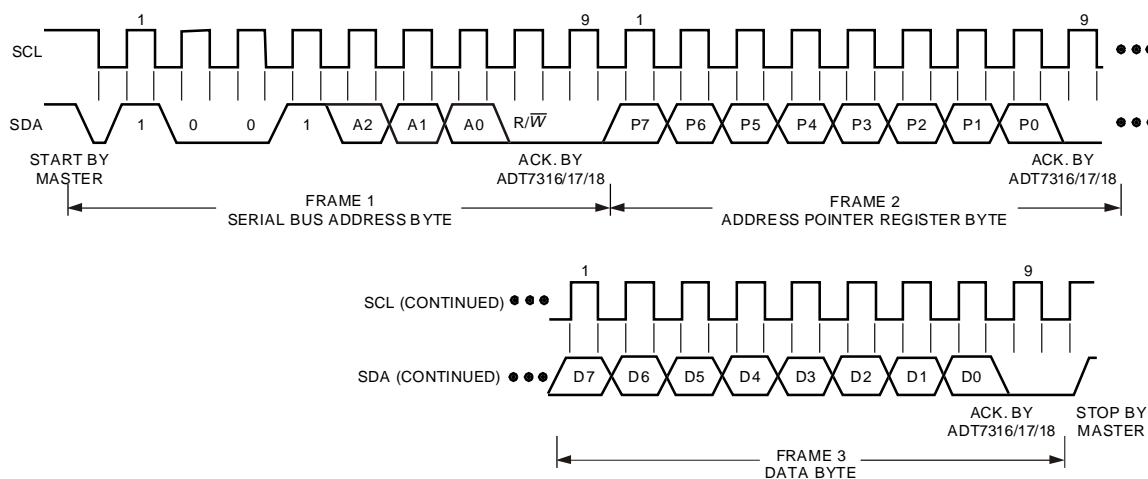 1 9 1 9
SCL
SDA 1 0 0 1 A2 A1 A0 R/W̅ P7 P6 P5 P4 P3 P2 P1 P0
START BY
MASTER
ACK. BY
ADT7316/17/18
ACK. BY
ADT7316/17/18
FRAME 1
SERIAL BUS ADDRESS BYTE
FRAME 2
ADDRESS POINTER REGISTER BYTE
1 9
SCL (CONTINUED)
SDA (CONTINUED) D7 D6 D5 D4 D3 D2 D1 D0
ACK. BY
ADT7316/17/18
STOP BY
MASTER
FRAME 3
DATA BYTE